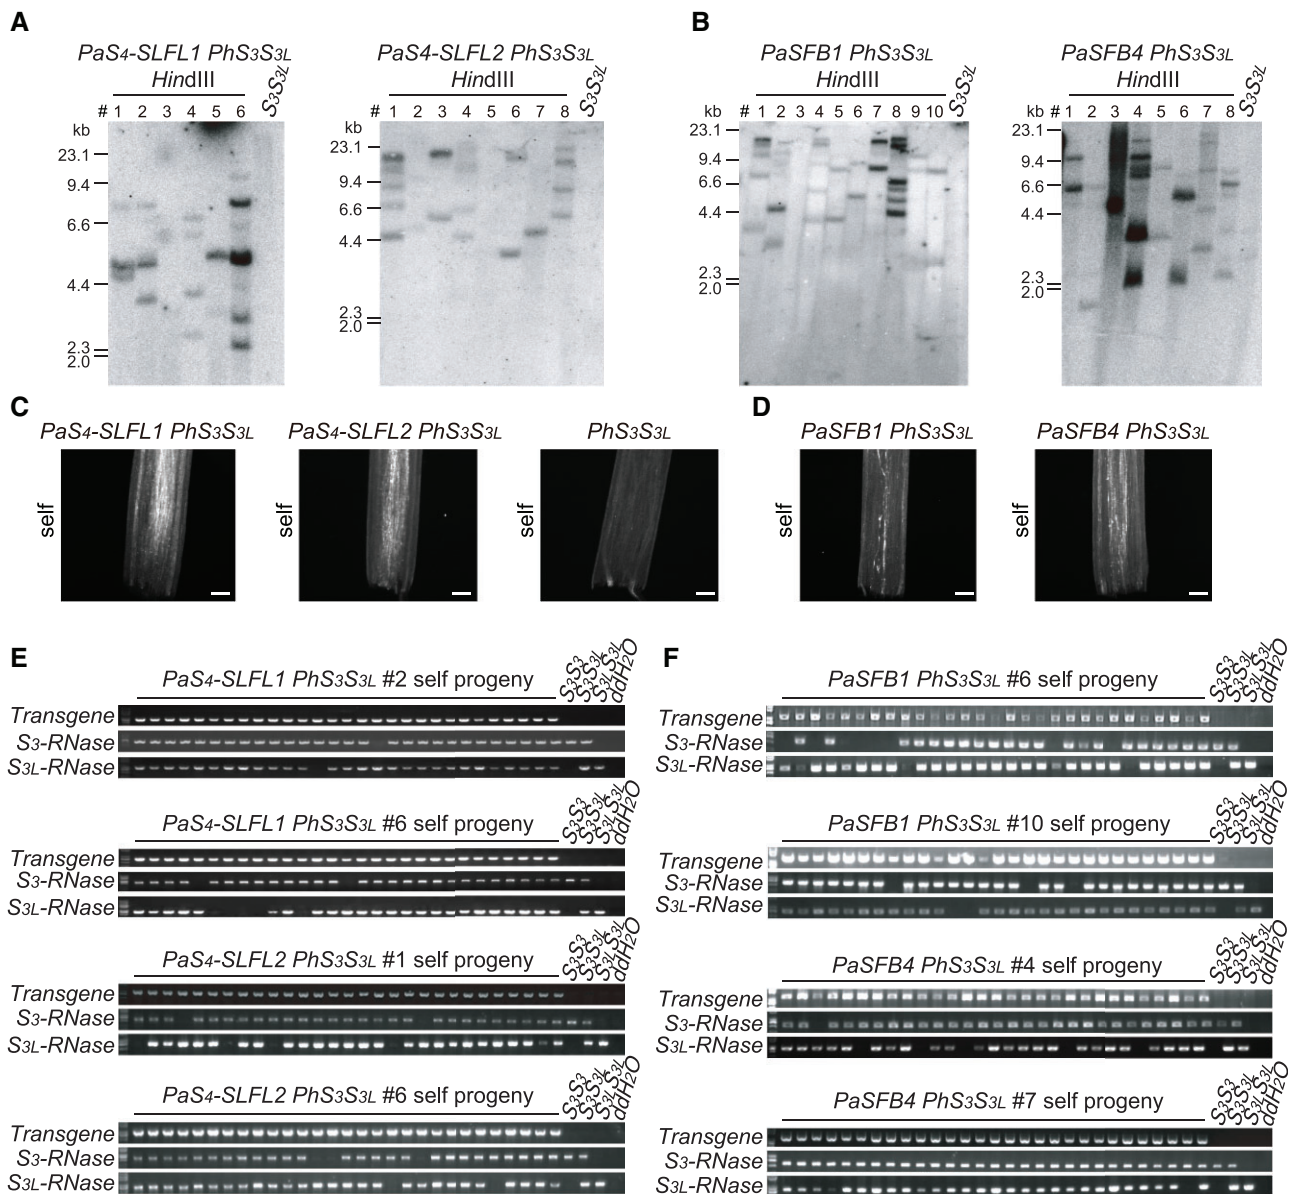 A
PaS4-SLFL1 PhS3S3L
HindIII
# 1 2 3 4 5 6 S3S3L
kb
23.1
9.4
6.6
4.4
2.3
2.0
PaS4-SLFL2 PhS3S3L
HindIII
# 1 2 3 4 5 6 7 8 S3S3L
kb
23.1
9.4
6.6
4.4
2.3
2.0
B
PaSFB1 PhS3S3L
HindIII
# 1 2 3 4 5 6 7 8 9 10 S3S3L
kb
23.1
9.4
6.6
4.4
2.3
2.0
PaSFB4 PhS3S3L
HindIII
# 1 2 3 4 5 6 7 8 S3S3L
kb
23.1
9.4
6.6
4.4
2.3
2.0
C
PaS4-SLFL1 PhS3S3L
self
PaS4-SLFL2 PhS3S3L
self
PhS3S3L
self
D
PaSFB1 PhS3S3L
self
PaSFB4 PhS3S3L
self
E
PaS4-SLFL1 PhS3S3L #2 self progeny
S3S3 S3S3L S3LS3L ddH2O
Transgene
S3-RNase
S3L-RNase
PaS4-SLFL1 PhS3S3L #6 self progeny
S3S3 S3S3L S3LS3L ddH2O
Transgene
S3-RNase
S3L-RNase
PaS4-SLFL2 PhS3S3L #1 self progeny
S3S3 S3S3L S3LS3L ddH2O
Transgene
S3-RNase
S3L-RNase
PaS4-SLFL2 PhS3S3L #6 self progeny
S3S3 S3S3L S3LS3L ddH2O
Transgene
S3-RNase
S3L-RNase
F
PaSFB1 PhS3S3L #6 self progeny
S3S3 S3S3L S3LS3L ddH2O
Transgene
S3-RNase
S3L-RNase
PaSFB1 PhS3S3L #10 self progeny
S3S3 S3S3L S3LS3L ddH2O
Transgene
S3-RNase
S3L-RNase
PaSFB4 PhS3S3L #4 self progeny
S3S3 S3S3L S3LS3L ddH2O
Transgene
S3-RNase
S3L-RNase
PaSFB4 PhS3S3L #7 self progeny
S3S3 S3S3L S3LS3L ddH2O
Transgene
S3-RNase
S3L-RNase